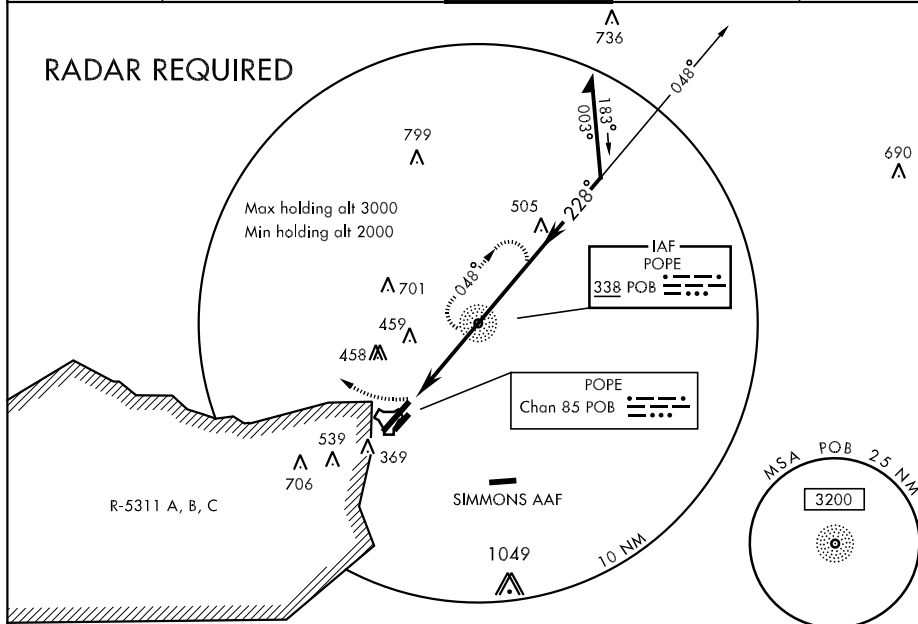 736
RADAR REQUIRED
048°
183°
003°
799
690
Max holding alt 3000
Min holding alt 2000
505
228°
048°
IAF
POPE
338 POB
701
459
458
POPE
Chan 85 POB
539
369
706
R-5311 A, B, C
SIMMONS AAF
1049
10 NM
MSA POB 25 NM
3200